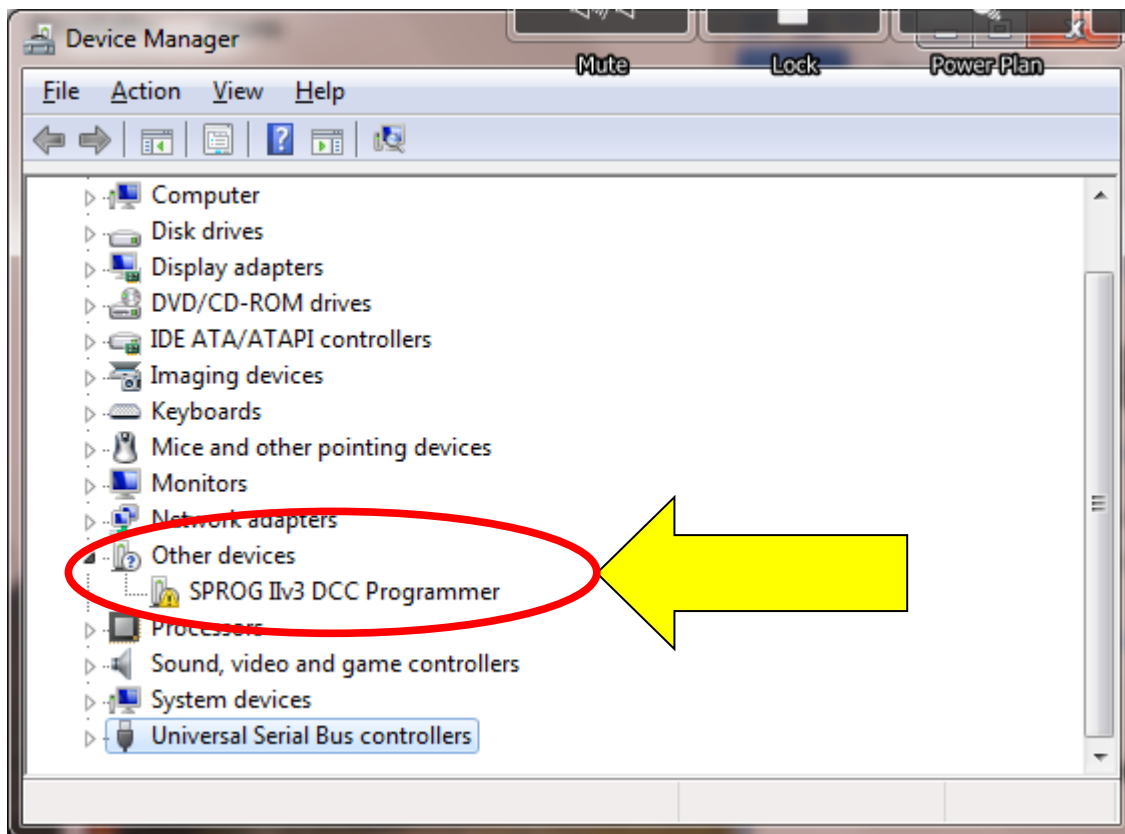 Device Manager
Mute
Lock
Power Plan
File Action View Help
Computer
Disk drives
Display adapters
DVD/CD-ROM drives
IDE ATA/ATAPI controllers
Imaging devices
Keyboards
Mice and other pointing devices
Monitors
Network adapters
Other devices
SPROG IIv3 DCC Programmer
Processors
Sound, video and game controllers
System devices
Universal Serial Bus controllers